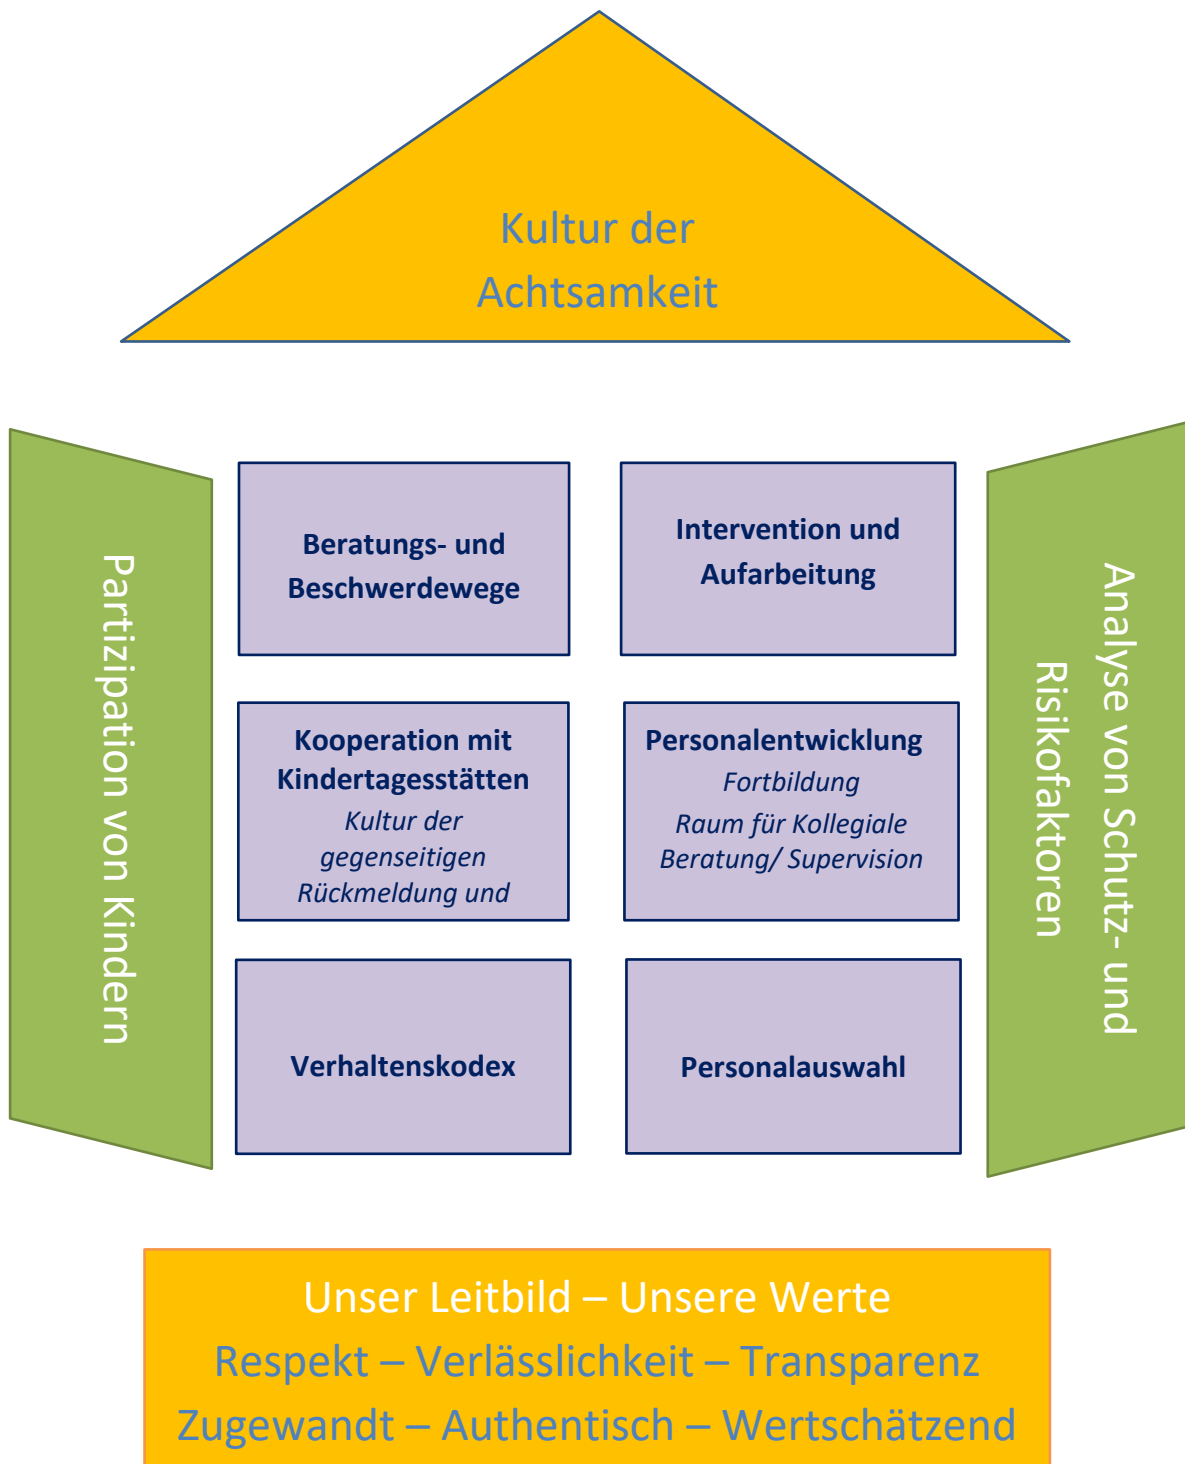 Kultur der
Achtsamkeit
Partizipation von Kindern
Beratungs- und
Beschwerdewege
Intervention und
Aufarbeitung
Kooperation mit
Kindertagesstätten
Kultur der
gegenseitigen
Rückmeldung und
Personalentwicklung
Fortbildung
Raum für Kollegiale
Beratung/ Supervision
Verhaltenskodex
Personalauswahl
Analyse von Schutz- und
Risikofaktoren
Unser Leitbild – Unsere Werte
Respekt – Verlässlichkeit – Transparenz
Zugewandt – Authentisch – Wertschätzend